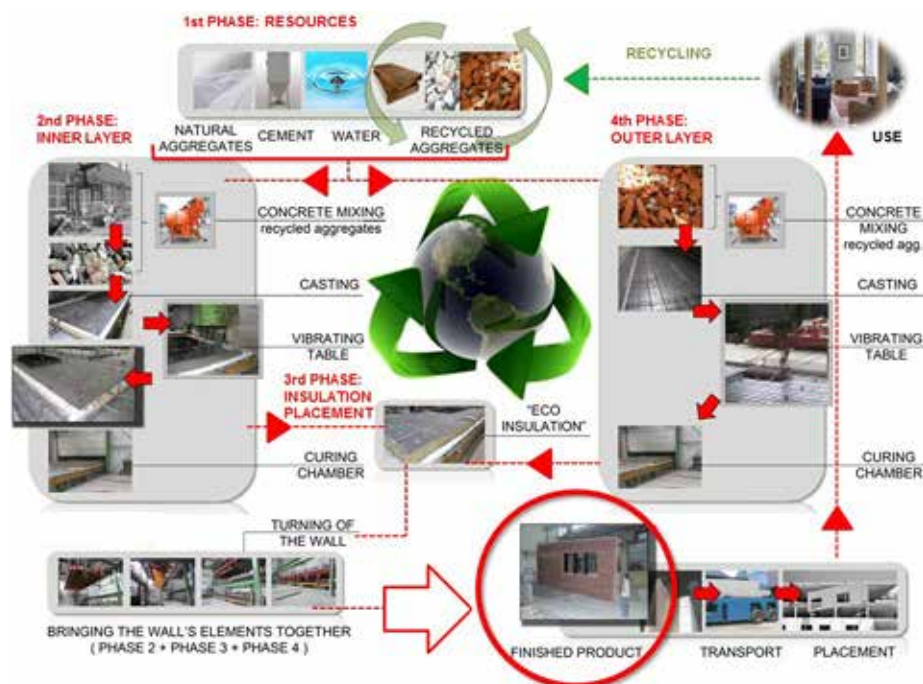 1st PHASE: RESOURCES
RECYCLING
2nd PHASE:
INNER LAYER
NATURAL
AGGREGATES
CEMENT
WATER
RECYCLED
AGGREGATES
4th PHASE:
OUTER LAYER
USE
CONCRETE MIXING
recycled aggregates
CONCRETE
MIXING
recycled agg.
CASTING
CASTING
VIBRATING
TABLE
VIBRATING
TABLE
3rd PHASE:
INSULATION
PLACEMENT
"ECO
INSULATION"
CURING
CHAMBER
CURING
CHAMBER
TURNING OF
THE WALL
BRINGING THE WALL'S ELEMENTS TOGETHER
( PHASE 2 + PHASE 3 + PHASE 4 )
FINISHED PRODUCT
TRANSPORT
PLACEMENT